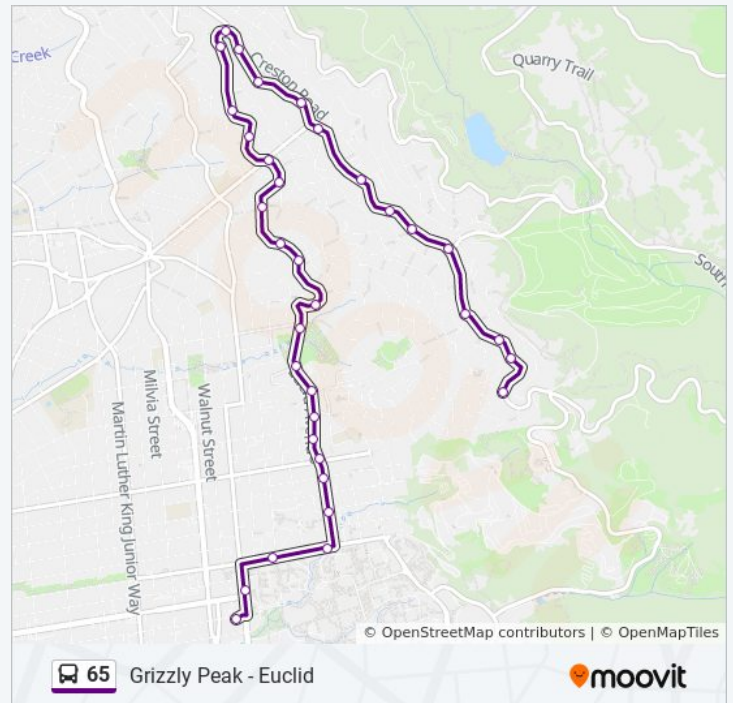 Creek
Creston Road
Quarry Trail
South
Milvia Street
Walnut Street
Martin Luther King Junior Way
© OpenStreetMap contributors | © OpenMapTiles
65 Grizzly Peak - Euclid
moovit